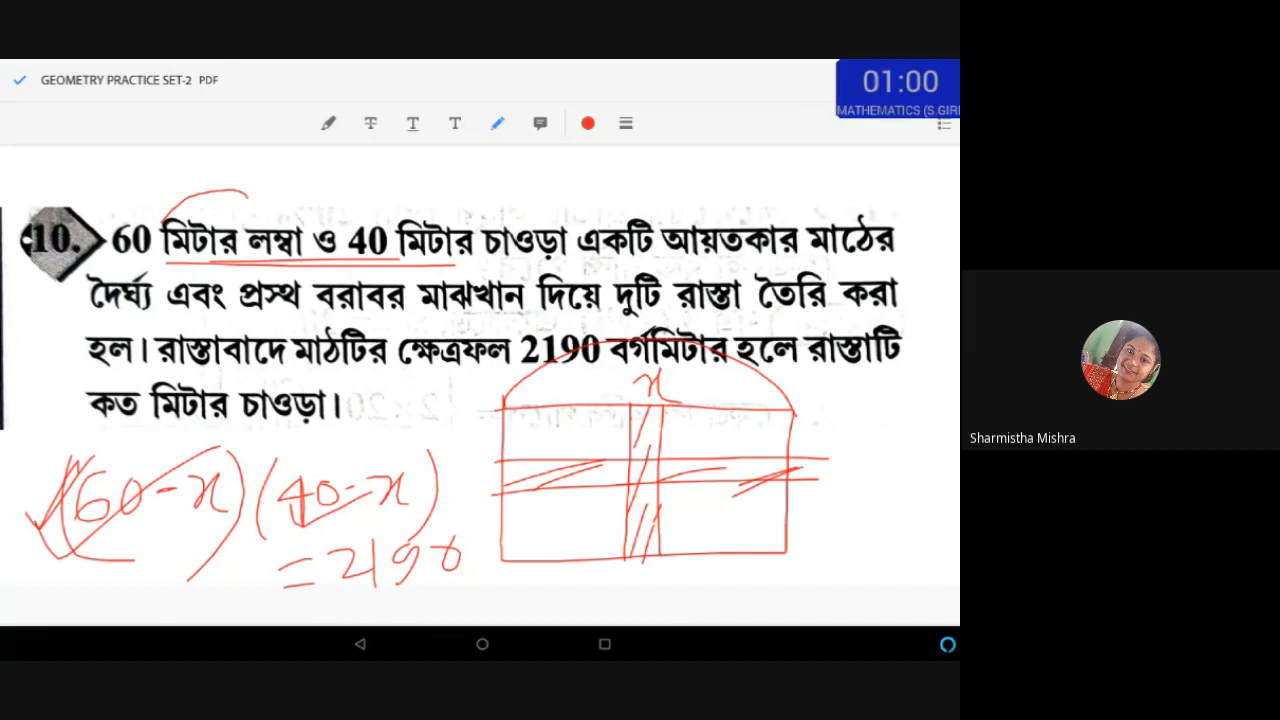 GEOMETRY PRACTICE SET-2 PDF
01:00
MATHEMATICS (S.GIRI
10. 60 মিটার লম্বা ও 40 মিটার চাওড়া একটি আয়তকার মাঠের
দৈর্ঘ্য এবং প্রস্থ বরাবর মাঝখান দিয়ে দুটি রাস্তা তৈরি করা
হল। রাস্তাবাদে মাঠটির ক্ষেত্রফল 2190 বর্গমিটার হলে রাস্তাটি
কত মিটার চাওড়া।
x
(60-x)(40-x)
=2190
Sharmistha Mishra